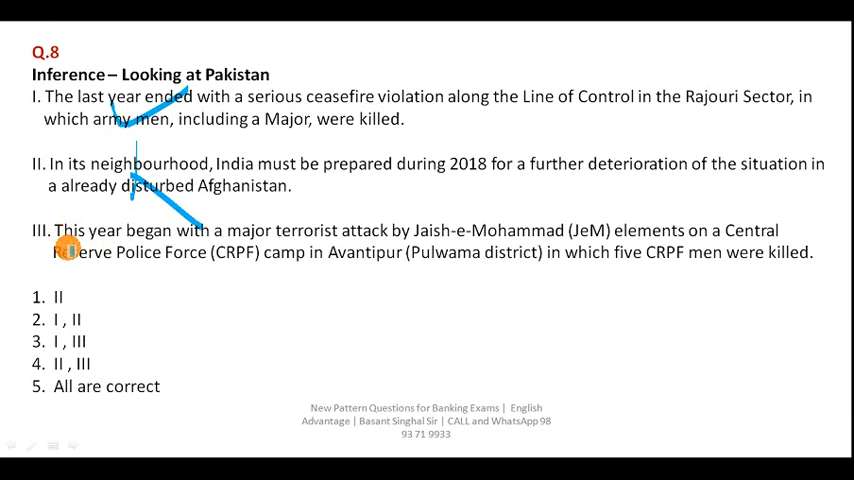 Q.8
Inference – Looking at Pakistan
I. The last year ended with a serious ceasefire violation along the Line of Control in the Rajouri Sector, in
which army men, including a Major, were killed.
II. In its neighbourhood, India must be prepared during 2018 for a further deterioration of the situation in
a already disturbed Afghanistan.
III. This year began with a major terrorist attack by Jaish-e-Mohammad (JeM) elements on a Central
Reserve Police Force (CRPF) camp in Avantipur (Pulwama district) in which five CRPF men were killed.
1. II
2. I , II
3. I , III
4. II , III
5. All are correct
New Pattern Questions for Banking Exams | English
Advantage | Basant Singhal Sir | CALL and WhatsApp 98
93 71 9933